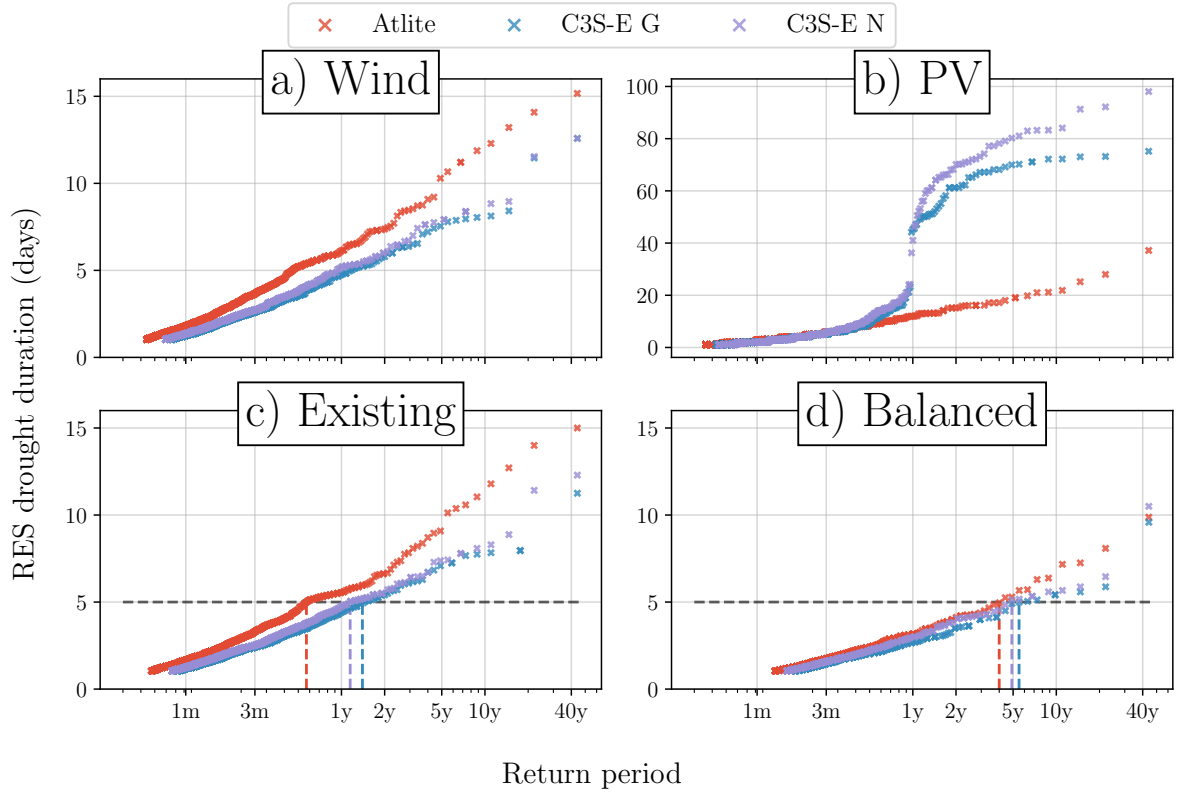 Atlite C3S-E G C3S-E N
a) Wind
b) PV
15
10
5
0
100
80
60
40
20
0
RES drought duration (days)
c) Existing
d) Balanced
15
10
5
0
1m 3m 1y 2y 5y 10y 40y
15
10
5
0
1m 3m 1y 2y 5y 10y 40y
Return period